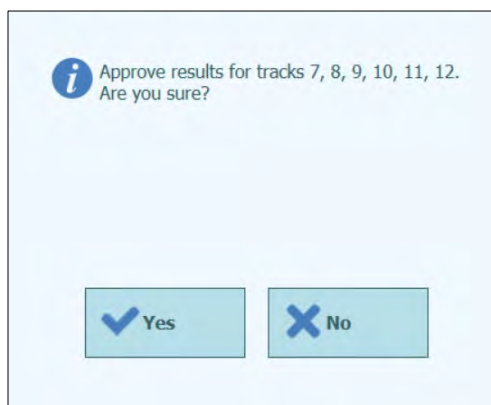 Approve results for tracks 7, 8, 9, 10, 11, 12.
Are you sure?
Yes
No